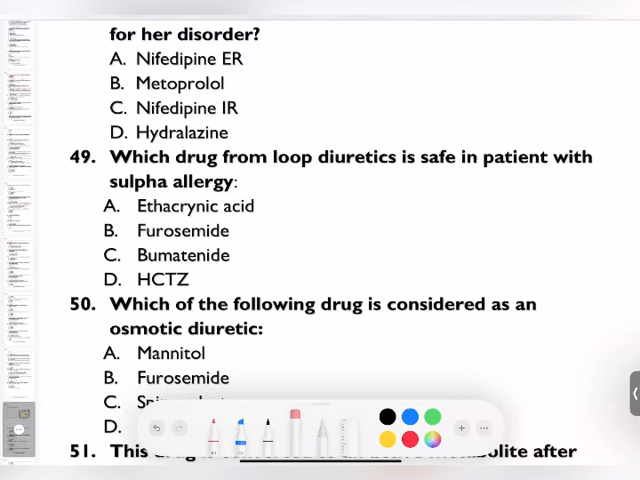 for her disorder?
A. Nifedipine ER
B. Metoprolol
C. Nifedipine IR
D. Hydralazine
49. Which drug from loop diuretics is safe in patient with
sulpha allergy:
A. Ethacrynic acid
B. Furosemide
C. Bumatenide
D. HCTZ
50. Which of the following drug is considered as an
osmotic diuretic:
A. Mannitol
B. Furosemide
C.
D.
51. This after